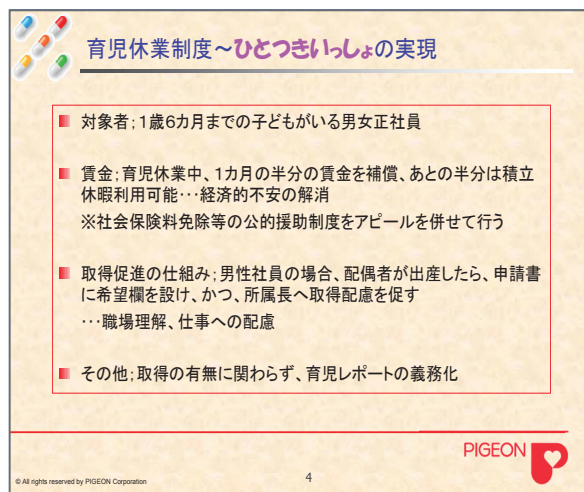 育児休業制度～ひとつきいっしょの実現
対象者；1歳6カ月までの子どもがいる男女正社員
賃金；育児休業中、1カ月の半分の賃金を補償、あとの半分は積立
休暇利用可能･･･経済的不安の解消
※社会保険料免除等の公的援助制度をアピールを併せて行う
取得促進の仕組み；男性社員の場合、配偶者が出産したら、申請書
に希望欄を設け、かつ、所属長へ取得配慮を促す
･･･職場理解、仕事への配慮
その他；取得の有無に関わらず、育児レポートの義務化
PIGEON
© All rights reserved by PIGEON Corporation
4